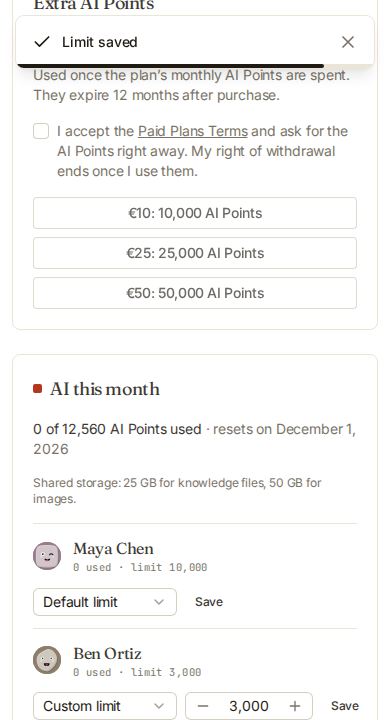 Extra AI Points
Limit saved
Used once the plan's monthly AI Points are spent.
They expire 12 months after purchase.
I accept the Paid Plans Terms and ask for the
AI Points right away. My right of withdrawal
ends once I use them.
€10: 10,000 AI Points
€25: 25,000 AI Points
€50: 50,000 AI Points
AI this month
0 of 12,560 AI Points used · resets on December 1,
2026
Shared storage: 25 GB for knowledge files, 50 GB for
images.
Maya Chen
0 used · limit 10,000
Default limit
Save
Ben Ortiz
0 used · limit 3,000
Custom limit
3,000
Save